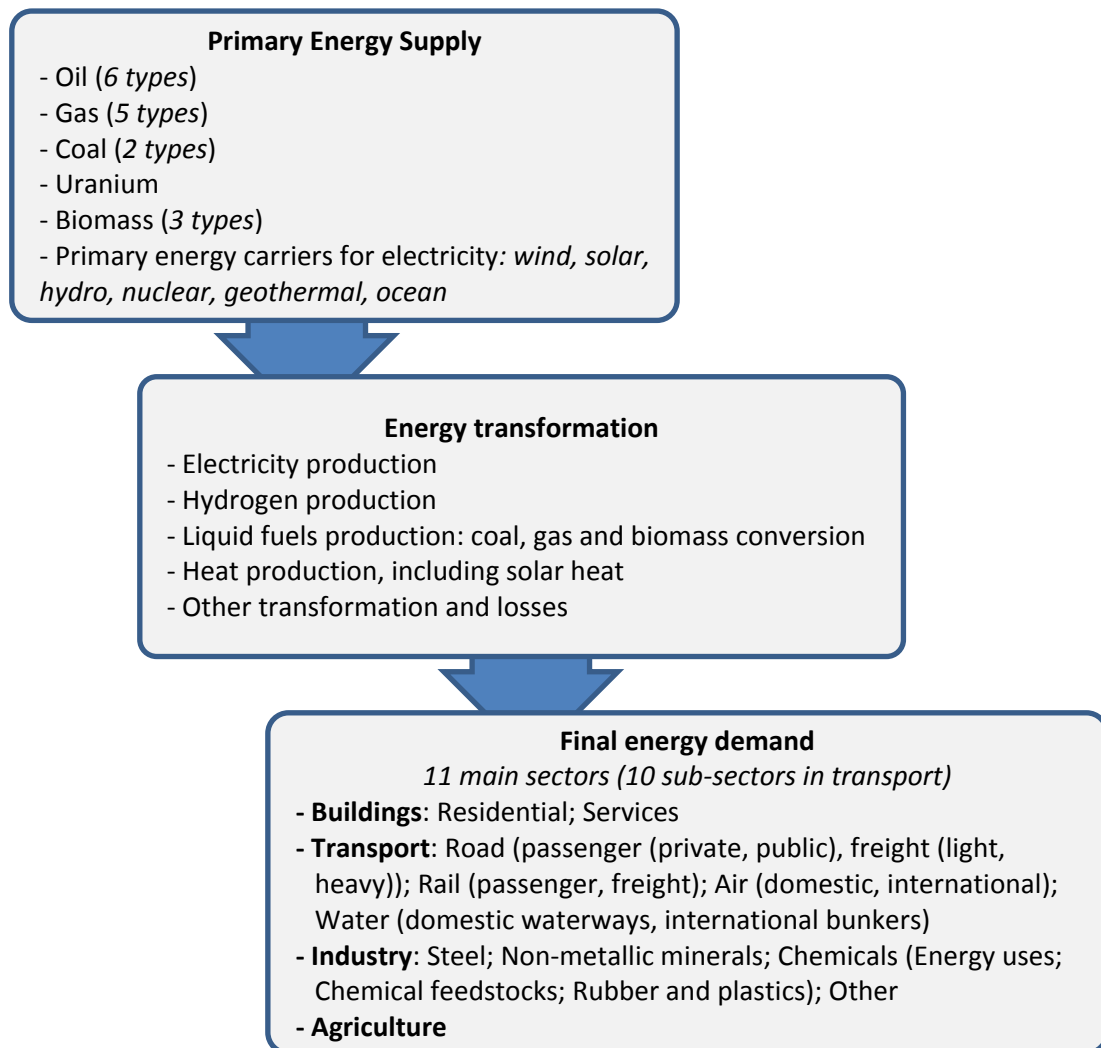 Primary Energy Supply
- Oil (6 types)
- Gas (5 types)
- Coal (2 types)
- Uranium
- Biomass (3 types)
- Primary energy carriers for electricity: wind, solar,
hydro, nuclear, geothermal, ocean
Energy transformation
- Electricity production
- Hydrogen production
- Liquid fuels production: coal, gas and biomass conversion
- Heat production, including solar heat
- Other transformation and losses
Final energy demand
11 main sectors (10 sub-sectors in transport)
- Buildings: Residential; Services
- Transport: Road (passenger (private, public), freight (light,
heavy)); Rail (passenger, freight); Air (domestic, international);
Water (domestic waterways, international bunkers)
- Industry: Steel; Non-metallic minerals; Chemicals (Energy uses;
Chemical feedstocks; Rubber and plastics); Other
- Agriculture